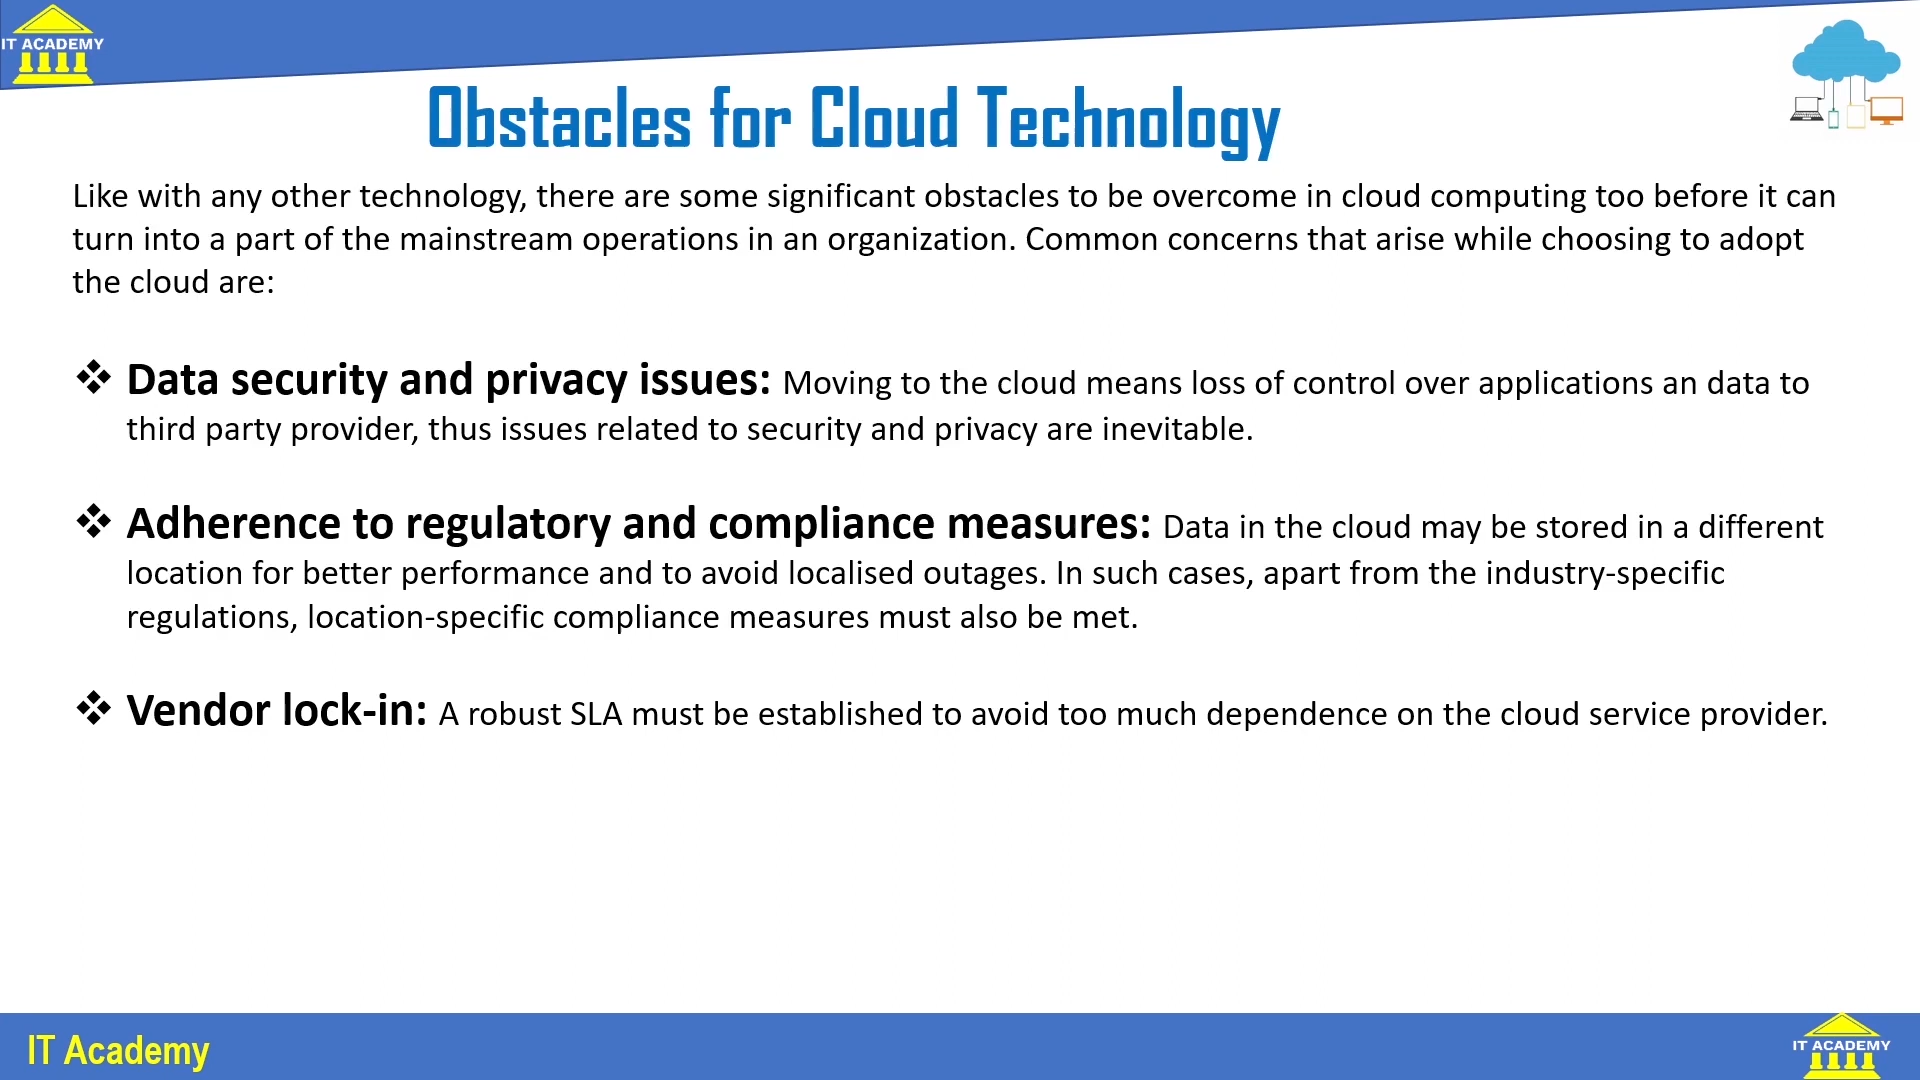 IT ACADEMY
Obstacles for Cloud Technology
Like with any other technology, there are some significant obstacles to be overcome in cloud computing too before it can
turn into a part of the mainstream operations in an organization. Common concerns that arise while choosing to adopt
the cloud are:
❖ Data security and privacy issues: Moving to the cloud means loss of control over applications an data to
third party provider, thus issues related to security and privacy are inevitable.
❖ Adherence to regulatory and compliance measures: Data in the cloud may be stored in a different
location for better performance and to avoid localised outages. In such cases, apart from the industry-specific
regulations, location-specific compliance measures must also be met.
❖ Vendor lock-in: A robust SLA must be established to avoid too much dependence on the cloud service provider.
IT Academy
IT ACADEMY